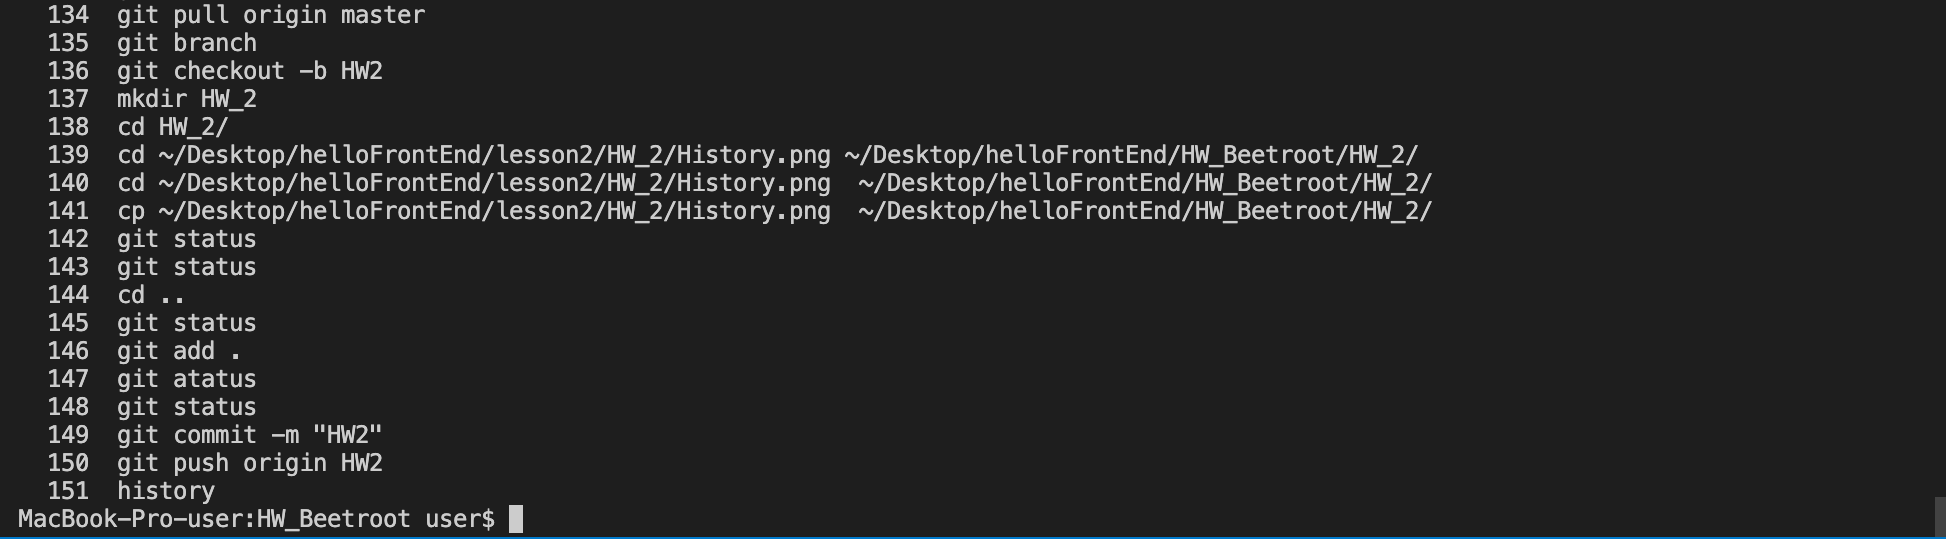 134 git pull origin master
135 git branch
136 git checkout -b HW2
137 mkdir HW_2
138 cd HW_2/
139 cd ~/Desktop/helloFrontEnd/lesson2/HW_2/History.png ~/Desktop/helloFrontEnd/HW_Beetroot/HW_2/
140 cd ~/Desktop/helloFrontEnd/lesson2/HW_2/History.png  ~/Desktop/helloFrontEnd/HW_Beetroot/HW_2/
141 cp ~/Desktop/helloFrontEnd/lesson2/HW_2/History.png  ~/Desktop/helloFrontEnd/HW_Beetroot/HW_2/
142 git status
143 git status
144 cd ..
145 git status
146 git add .
147 git atatus
148 git status
149 git commit -m "HW2"
150 git push origin HW2
151 history
MacBook-Pro-user:HW_Beetroot user$